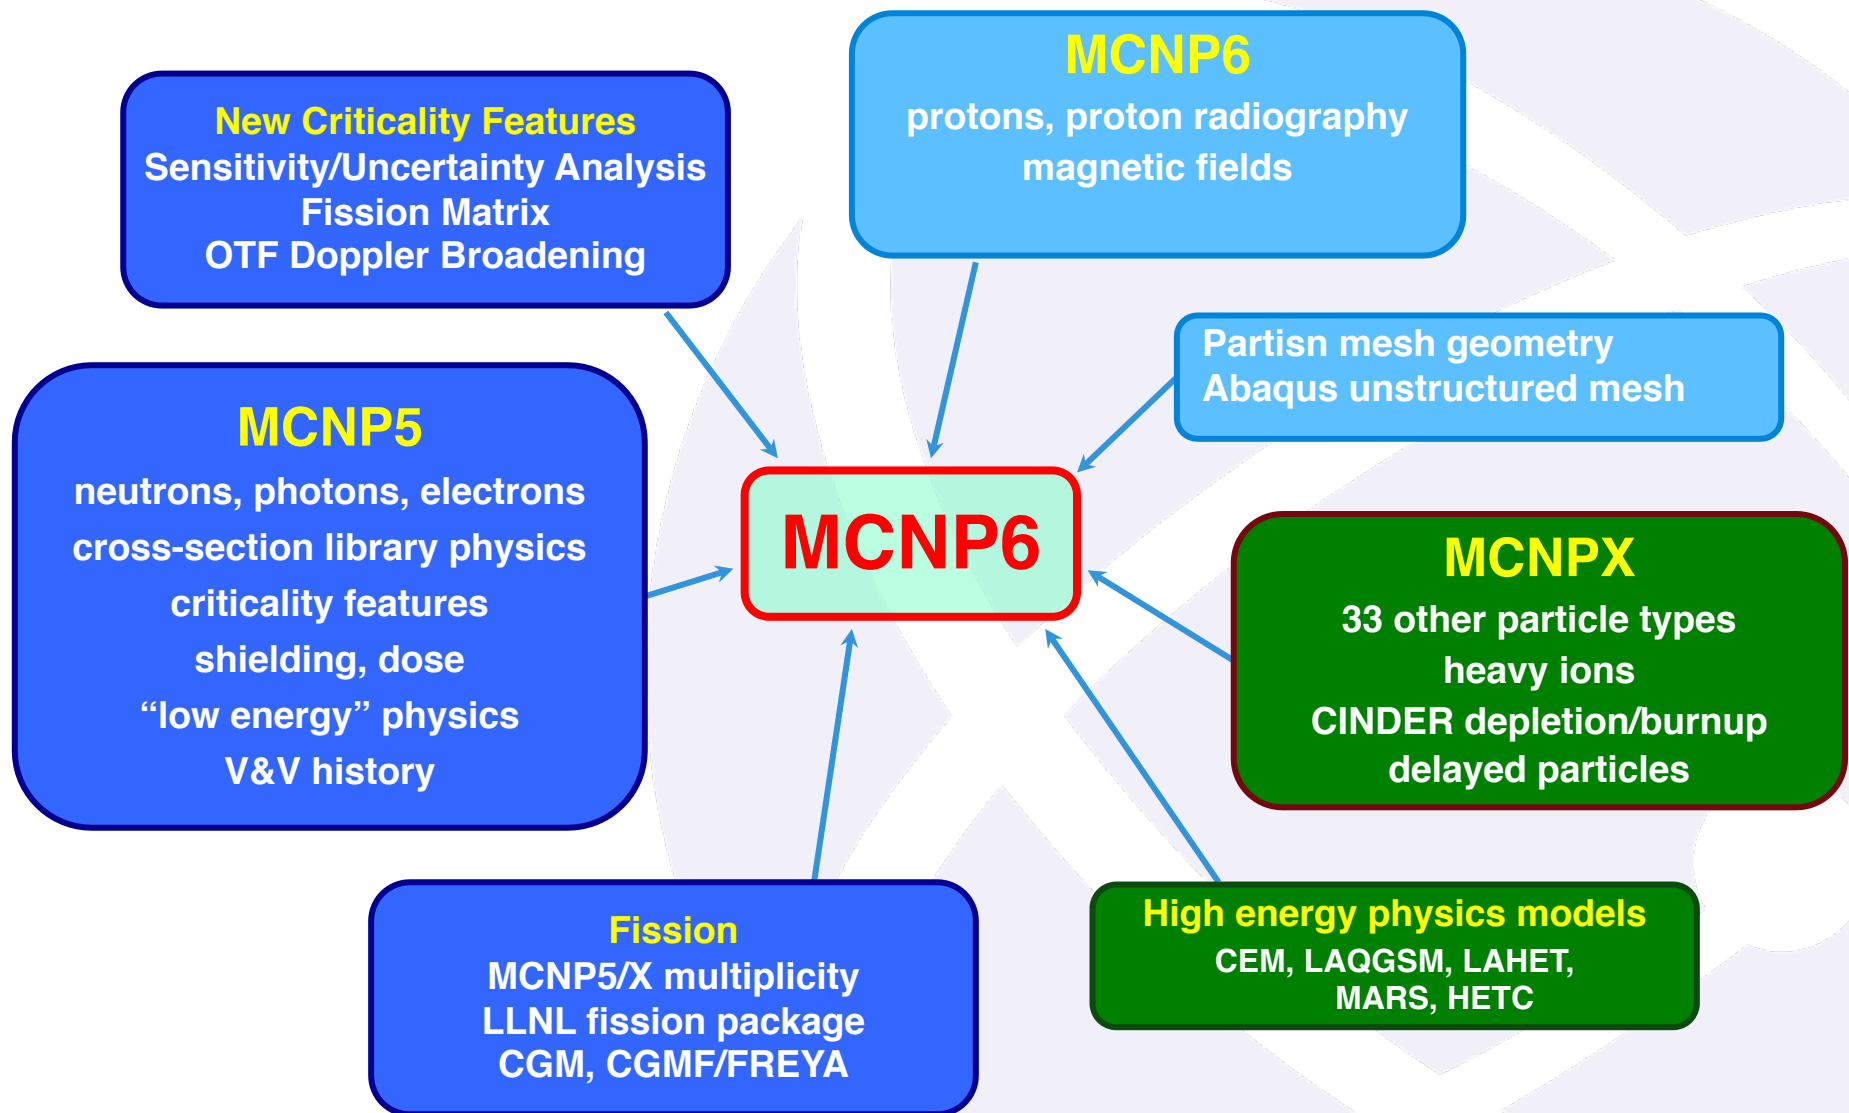 MCNP6
protons, proton radiography
magnetic fields
New Criticality Features
Sensitivity/Uncertainty Analysis
Fission Matrix
OTF Doppler Broadening
Partisn mesh geometry
Abaqus unstructured mesh
MCNP5
neutrons, photons, electrons
cross-section library physics
criticality features
shielding, dose
“low energy” physics
V&V history
MCNP6
MCNPX
33 other particle types
heavy ions
CINDER depletion/burnup
delayed particles
Fission
MCNP5/X multiplicity
LLNL fission package
CGM, CGMF/FREYA
High energy physics models
CEM, LAQGSM, LAHET,
MARS, HETC